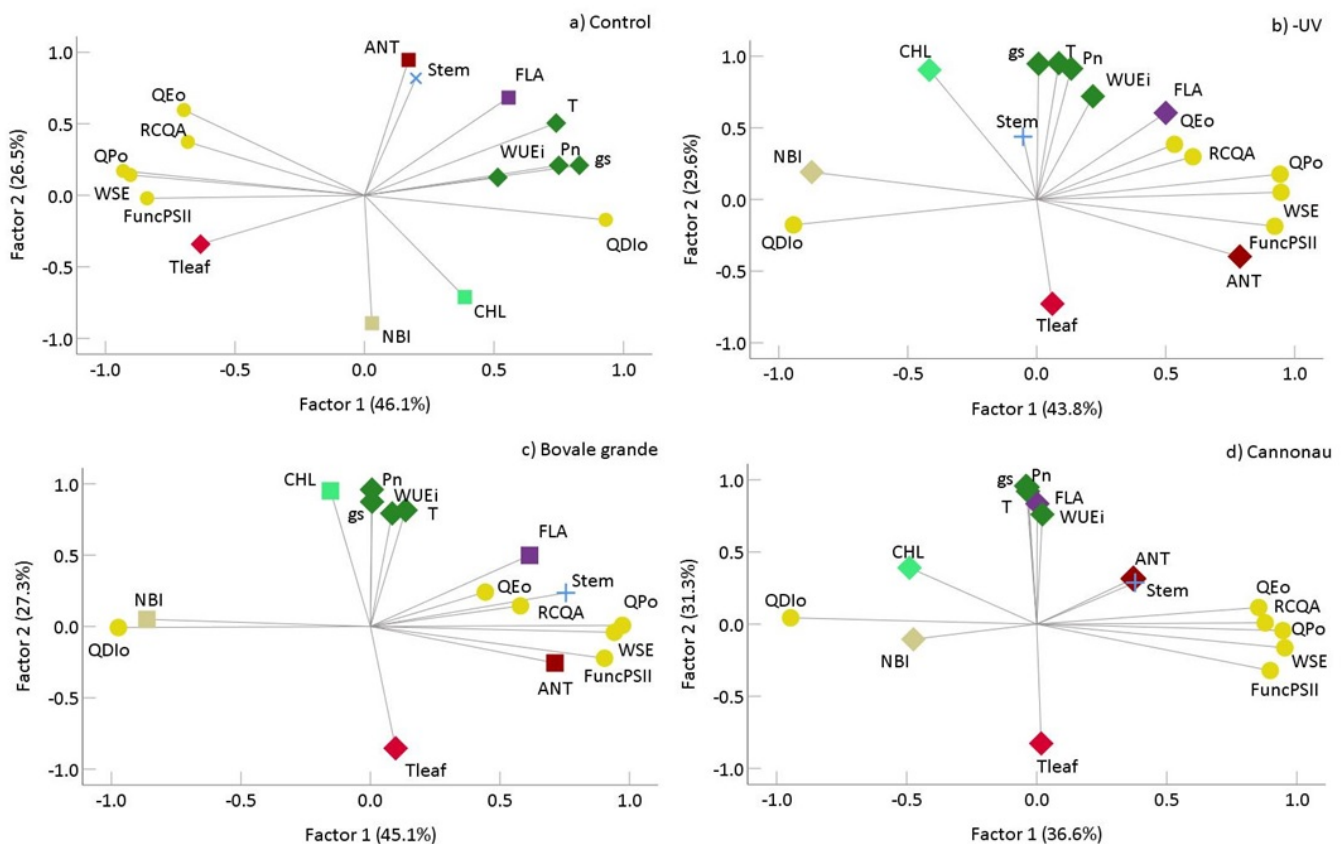 a) Control
ANT
Stem
FLA
QEo
RCQA
T
QPo
WUEi
Pn
gs
WSE
FuncPSII
QDIo
Tleaf
CHL
NBI
1.0
0.5
0.0
-0.5
-1.0
Factor 2 (26.5%)
-1.0
-0.5
0.0
0.5
1.0
Factor 1 (46.1%)
b) -UV
CHL
gs
T
Pn
WUEi
FLA
Stem
QEo
RCQA
NBI
QPo
WSE
QDIo
FuncPSII
ANT
Tleaf
1.0
0.5
0.0
-0.5
-1.0
Factor 2 (29.6%)
-1.0
-0.5
0.0
0.5
1.0
Factor 1 (43.8%)
c) Bovale grande
CHL
Pn
WUEi
gs
T
FLA
NBI
QEo
Stem
RCQA
QPo
QDIo
WSE
FuncPSII
ANT
Tleaf
1.0
0.5
0.0
-0.5
-1.0
Factor 2 (27.3%)
-1.0
-0.5
0.0
0.5
1.0
Factor 1 (45.1%)
d) Cannonau
gs
Pn
FLA
T
WUEi
CHL
ANT
Stem
QDIo
QEo
RCQA
QPo
NBI
WSE
FuncPSII
Tleaf
1.0
0.5
0.0
-0.5
-1.0
Factor 2 (31.3%)
-1.0
-0.5
0.0
0.5
1.0
Factor 1 (36.6%)